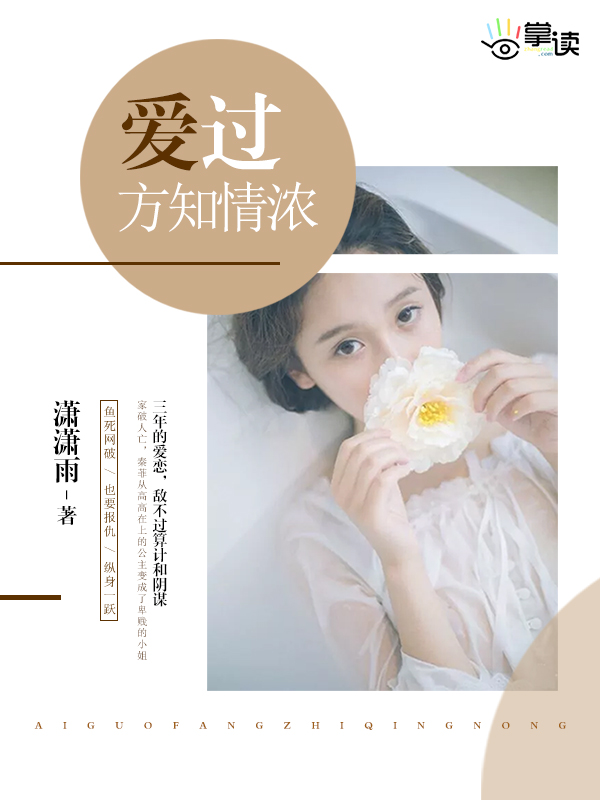 掌读
.com
爱过
方知情浓
三年的爱恋，敌不过算计和阴谋
家破人亡，秦菲从高高在上的公主变成了卑贱的小姐
鱼死网破 / 也要报仇 / 纵身一跃
潇潇雨-著
AIGUOFANGZHIQINGNONG